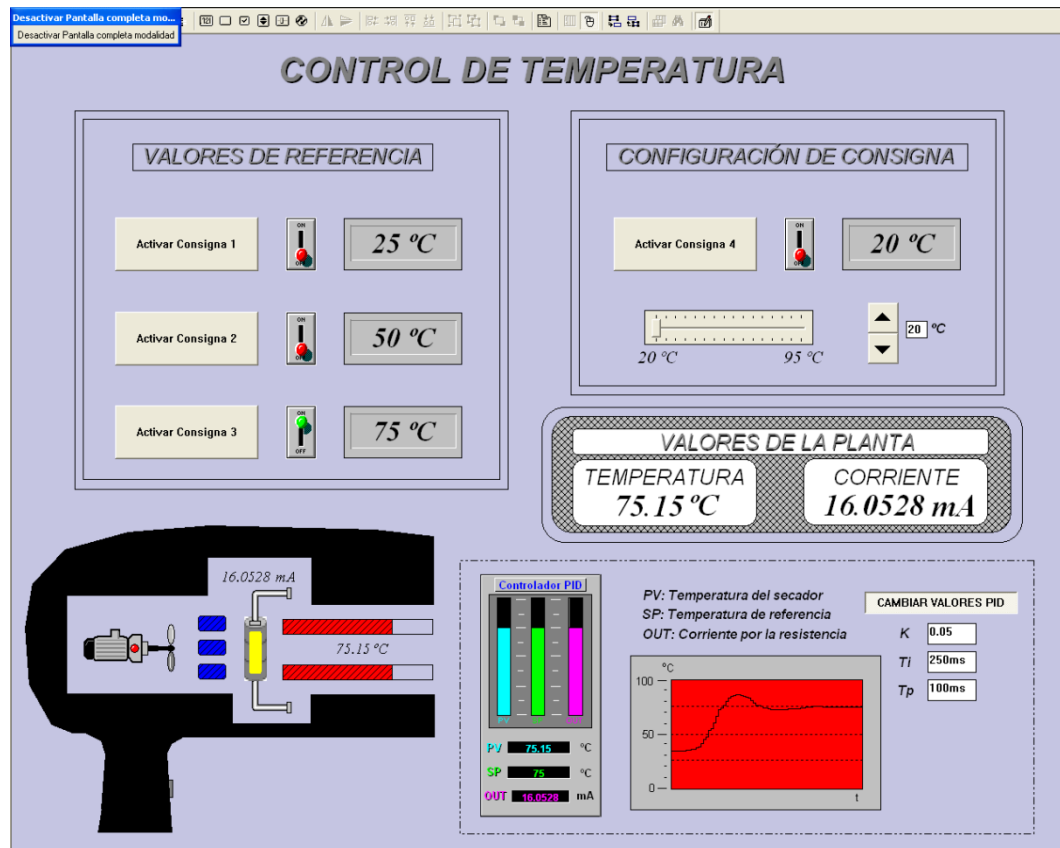 Desactivar Pantalla completa mo...
Desactivar Pantalla completa modalidad
CONTROL DE TEMPERATURA
VALORES DE REFERENCIA
Activar Consigna 1
ON
OFF
25 ºC
Activar Consigna 2
ON
OFF
50 ºC
Activar Consigna 3
ON
OFF
75 ºC
CONFIGURACIÓN DE CONSIGNA
Activar Consigna 4
ON
OFF
20 ºC
20 ºC
95 ºC
20 ºC
VALORES DE LA PLANTA
TEMPERATURA
75.15 ºC
CORRIENTE
16.0528 mA
16.0528 mA
75.15 ºC
Controlador PID
PV SP OUT
PV 75.15 ºC
SP 75 ºC
OUT 16.0528 mA
PV: Temperatura del secador
SP: Temperatura de referencia
OUT: Corriente por la resistencia
CAMBIAR VALORES PID
K 0.05
Ti 250ms
Tp 100ms
ºC
100
50
0
t